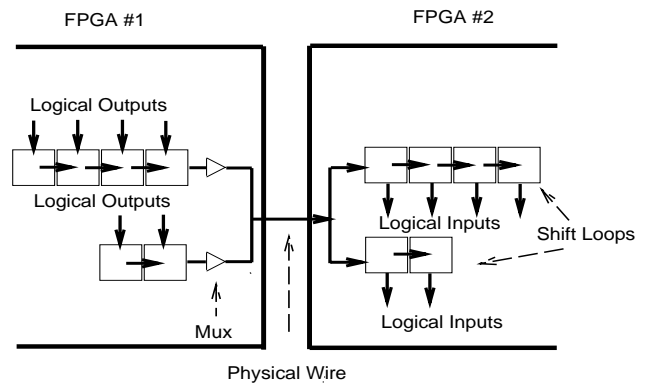 FPGA #1
FPGA #2
Logical Outputs
Logical Outputs
Logical Inputs
Shift Loops
Mux
Logical Inputs
Physical Wire